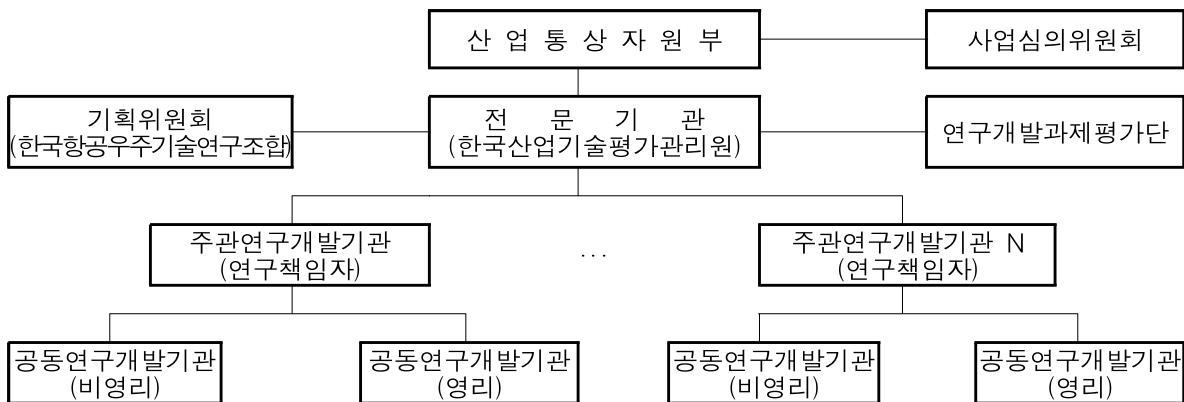 산 업 통 상 자 원 부
사업심의위원회
기획위원회
(한국항공우주기술연구조합)
전 문 기 관
(한국산업기술평가관리원)
연구개발과제평가단
주관연구개발기관
(연구책임자)
...
주관연구개발기관 N
(연구책임자)
공동연구개발기관
(비영리)
공동연구개발기관
(영리)
공동연구개발기관
(비영리)
공동연구개발기관
(영리)